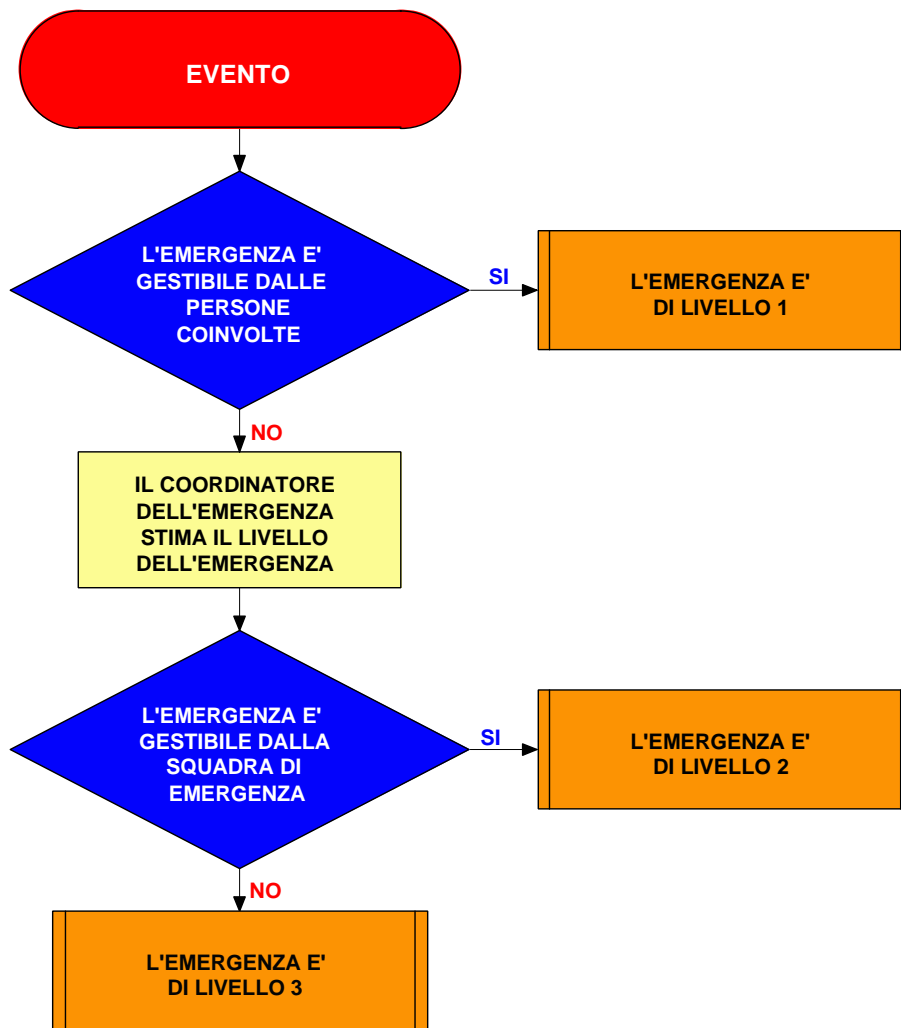 EVENTO
L'EMERGENZA E'
GESTIBILE DALLE
PERSONE
COINVOLTE
SI
L'EMERGENZA E'
DI LIVELLO 1
NO
IL COORDINATORE
DELL'EMERGENZA
STIMA IL LIVELLO
DELL'EMERGENZA
L'EMERGENZA E'
GESTIBILE DALLA
SQUADRA DI
EMERGENZA
SI
L'EMERGENZA E'
DI LIVELLO 2
NO
L'EMERGENZA E'
DI LIVELLO 3